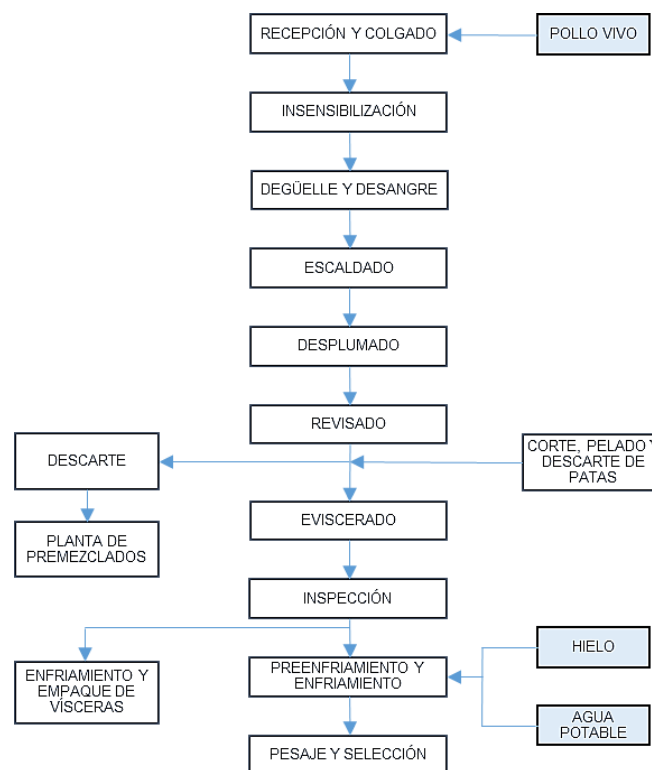 RECEPCIÓN Y COLGADO
POLLO VIVO
INSENSIBILIZACIÓN
DEGÜELLE Y DESANGRE
ESCALDADO
DESPLUMADO
REVISADO
DESCARTE
CORTE, PELADO Y
DESCARTE DE
PATAS
EVISCERADO
PLANTA DE
PREMEZCLADOS
INSPECCIÓN
ENFRIAMIENTO Y
EMPAQUE DE
VÍSCERAS
PREENFRIAMIENTO Y
ENFRIAMIENTO
HIELO
AGUA
POTABLE
PESAJE Y SELECCIÓN